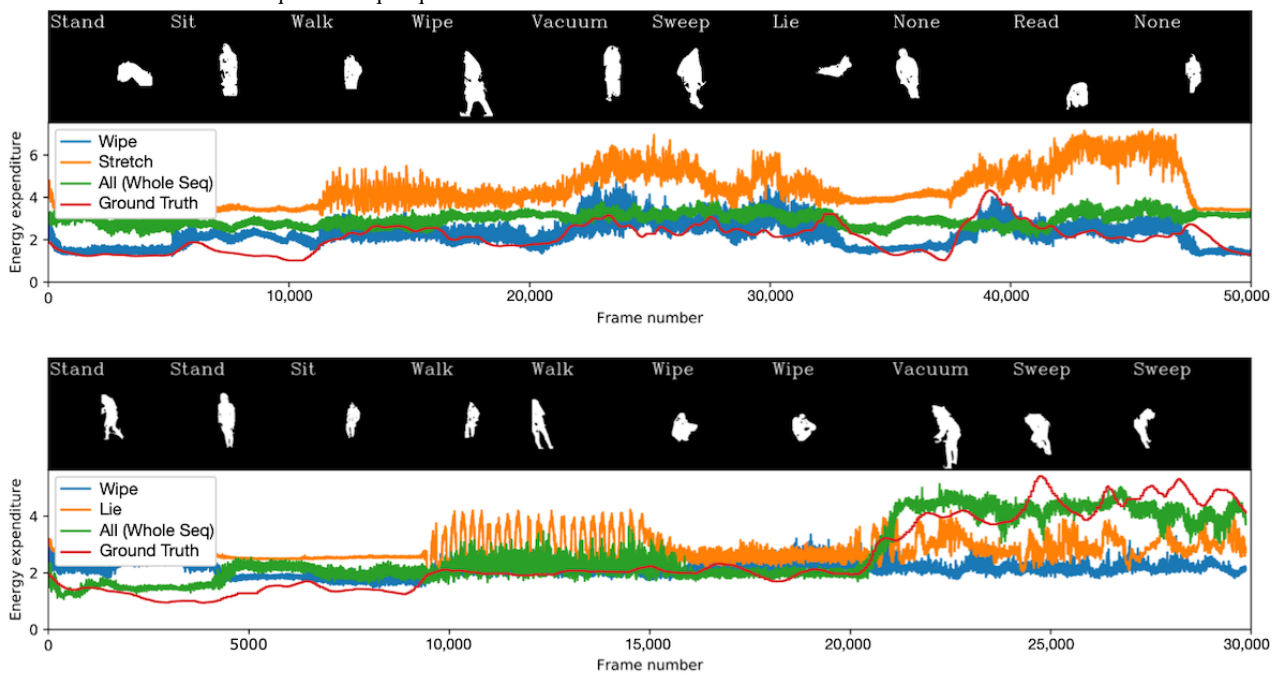 Stand Sit Walk Wipe Vacuum Sweep Lie None Read None
Energy expenditure
6
4
2
0
Wipe
Stretch
All (Whole Seq)
Ground Truth
0 10,000 20,000 30,000 40,000 50,000
Frame number
Stand Stand Sit Walk Walk Wipe Wipe Vacuum Sweep Sweep
Energy expenditure
4
2
0
Wipe
Lie
All (Whole Seq)
Ground Truth
0 5000 10,000 15,000 20,000 25,000 30,000
Frame number